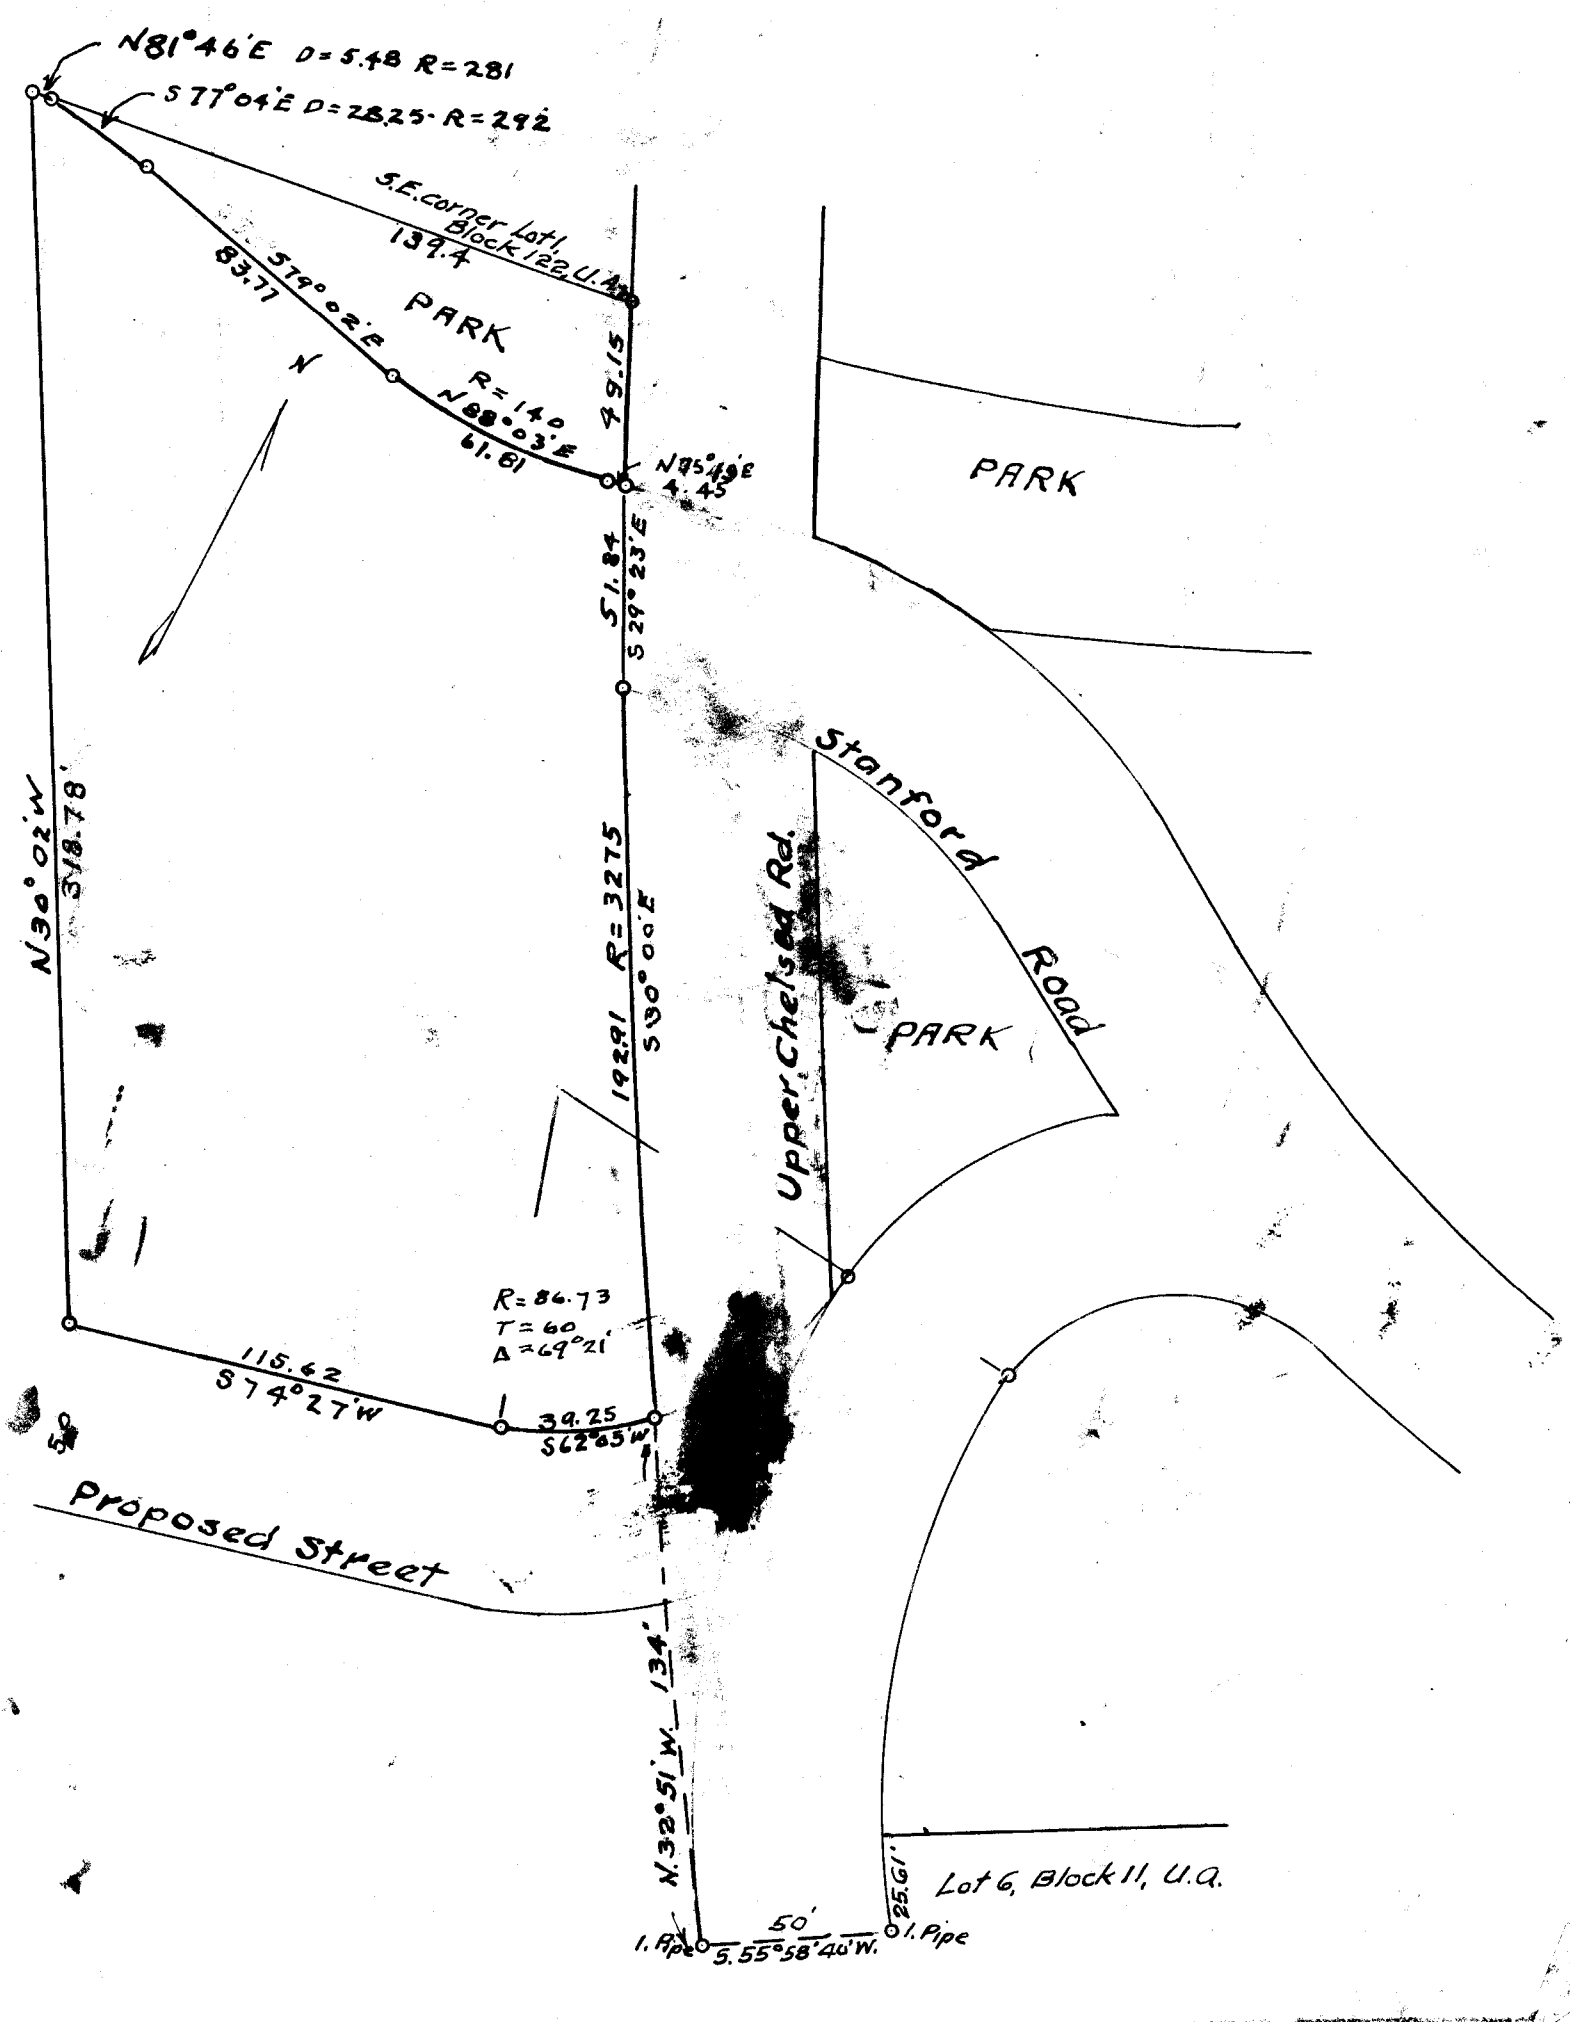 N81°46'E D=5.48 R=281
S77°04'E D=28.25 R=292
S.E. corner Lot 1,
Block 122, U.A.
139.4
S79°02'E
83.77
PARK
N
R=140
N88°03'E
61.81
49.15
N75°49'E
4.45
PARK
51.84
S29°23'E
Stanford Road
N30°02'W
318.78'
192.91 R=3275
S30°00'E
Upper Chelsea Rd.
PARK
R=86.73
T=60
Δ=69°21'
115.62
S74°27'W
39.25
S62°05'W
50
Proposed Street
N.32°51'W. 134'
25.61'
Lot 6, Block 11, U.A.
1. Pipe
50'
S.55°58'40"W.
1. Pipe